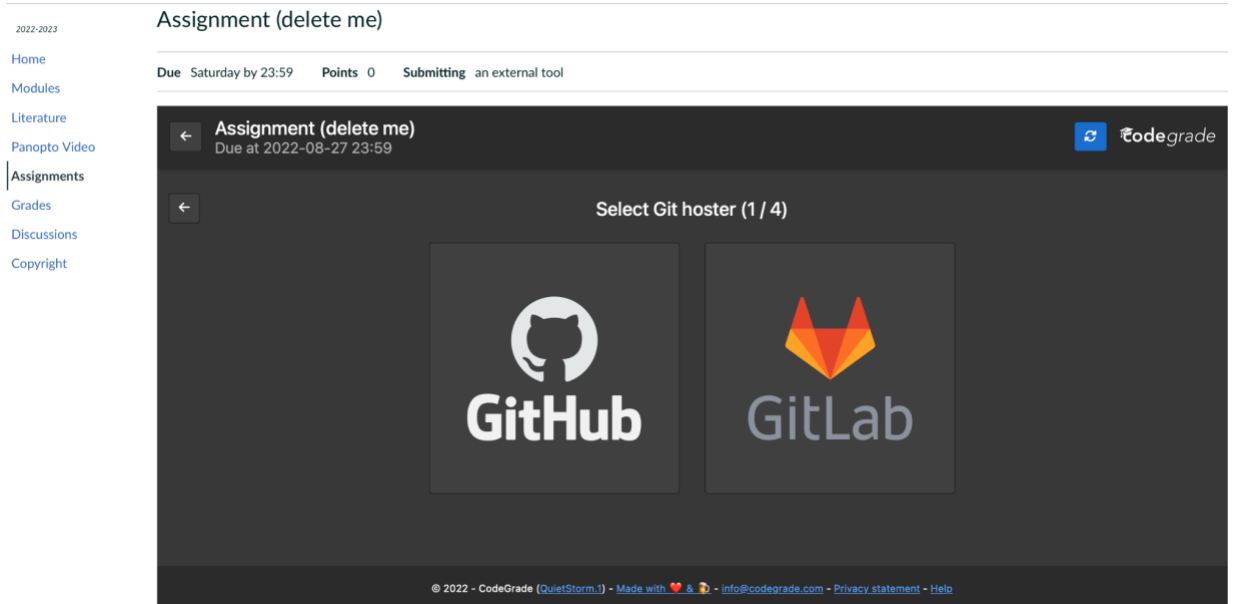 2022-2023
Home
Modules
Literature
Panopto Video
Assignments
Grades
Discussions
Copyright
Assignment (delete me)
Due Saturday by 23:59 Points 0 Submitting an external tool
Assignment (delete me)
Due at 2022-08-27 23:59
codegrade
Select Git hoster (1 / 4)
GitHub
GitLab
© 2022 - CodeGrade (QuietStorm.1) - Made with ❤️ & 🍺 - info@codegrade.com - Privacy statement - Help